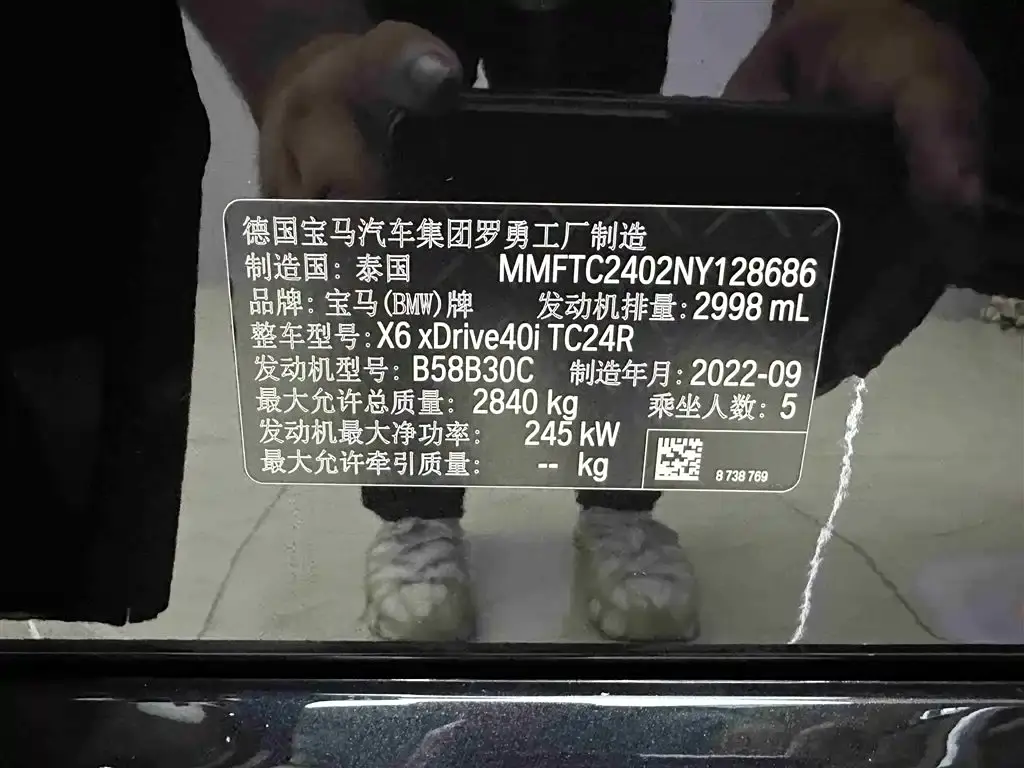 德国宝马汽车集团罗勇工厂制造
制造国：泰国 MMFTC2402NY128686
品牌：宝马(BMW)牌 发动机排量：2998 mL
整车型号：X6 xDrive40i TC24R
发动机型号：B58B30C 制造年月：2022-09
最大允许总质量：2840 kg 乘坐人数：5
发动机最大净功率：245 kW
最大允许牵引质量：-- kg
8 738 769